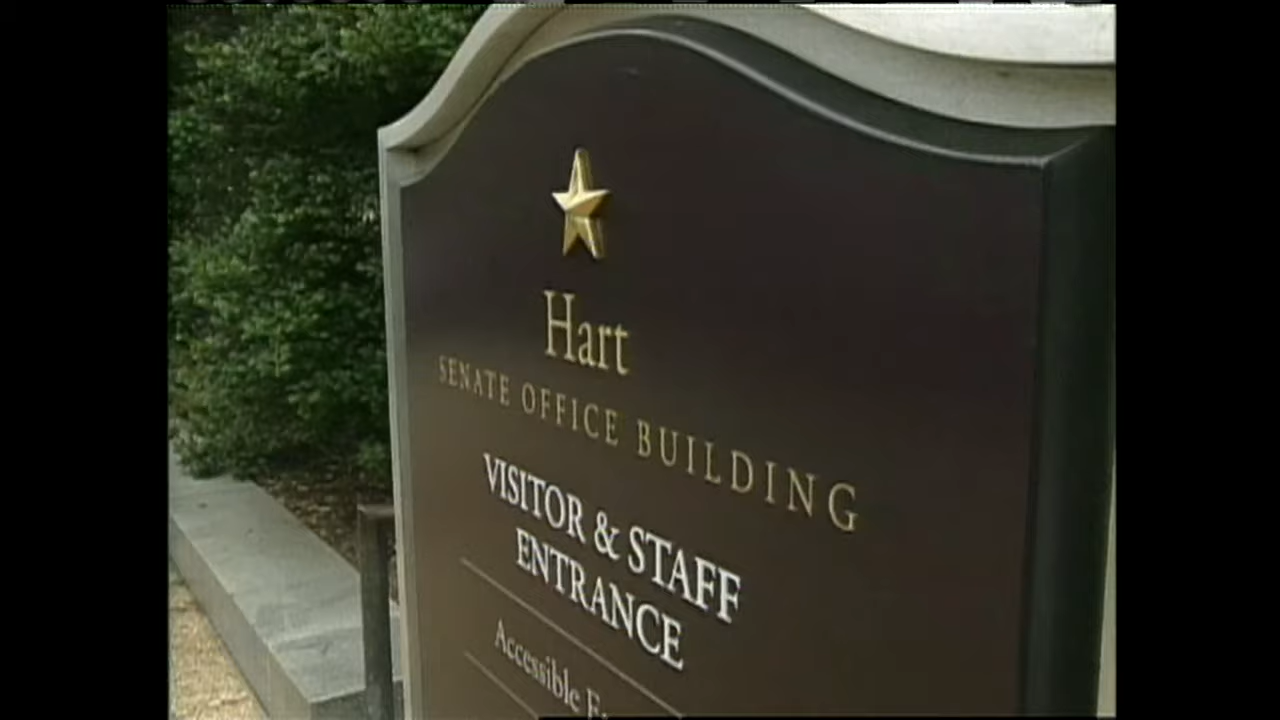 Hart
SENATE OFFICE BUILDING
VISITOR & STAFF
ENTRANCE
Accessible